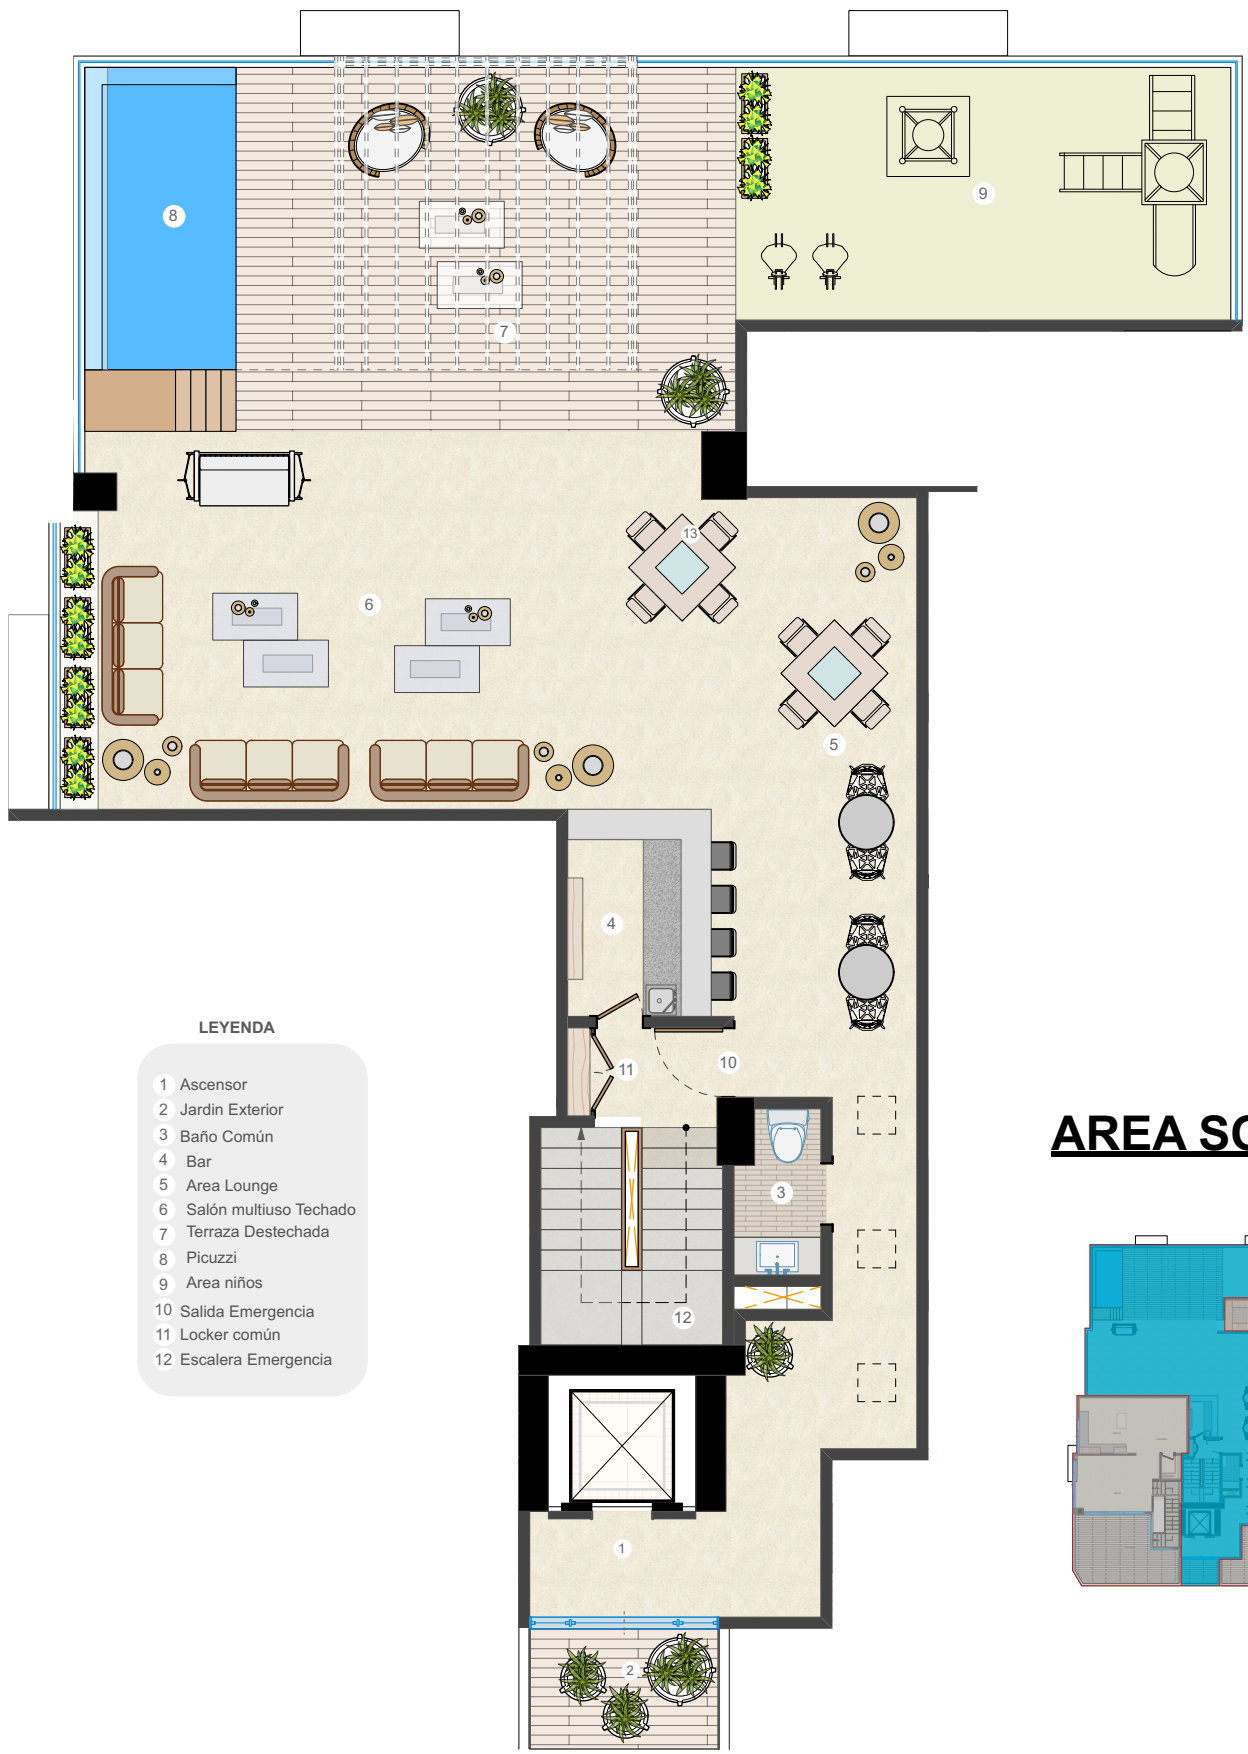 8
9
7
13
6
5
4
10
11
3
12
1
2
LEYENDA
1 Ascensor
2 Jardin Exterior
3 Baño Común
4 Bar
5 Area Lounge
6 Salón multiuso Techado
7 Terraza Destechada
8 Picuzzi
9 Area niños
10 Salida Emergencia
11 Locker común
12 Escalera Emergencia
AREA SO